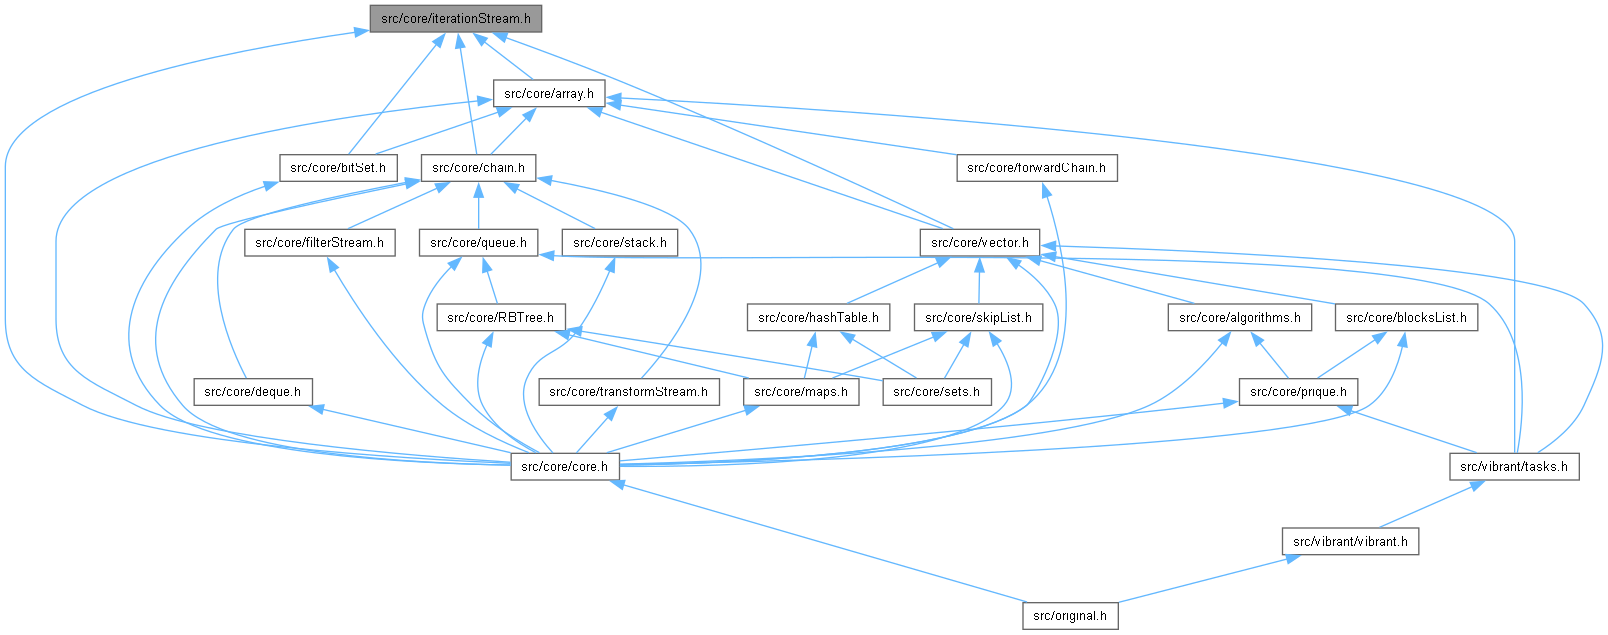 src/core/iterationStream.h
src/core/array.h
src/core/bitSet.h
src/core/chain.h
src/core/forwardChain.h
src/core/filterStream.h
src/core/queue.h
src/core/stack.h
src/core/vector.h
src/core/RBTree.h
src/core/hashTable.h
src/core/skipList.h
src/core/algorithms.h
src/core/blocksList.h
src/core/deque.h
src/core/transformStream.h
src/core/maps.h
src/core/sets.h
src/core/prique.h
src/core/core.h
src/vibrant/tasks.h
src/vibrant/vibrant.h
src/original.h